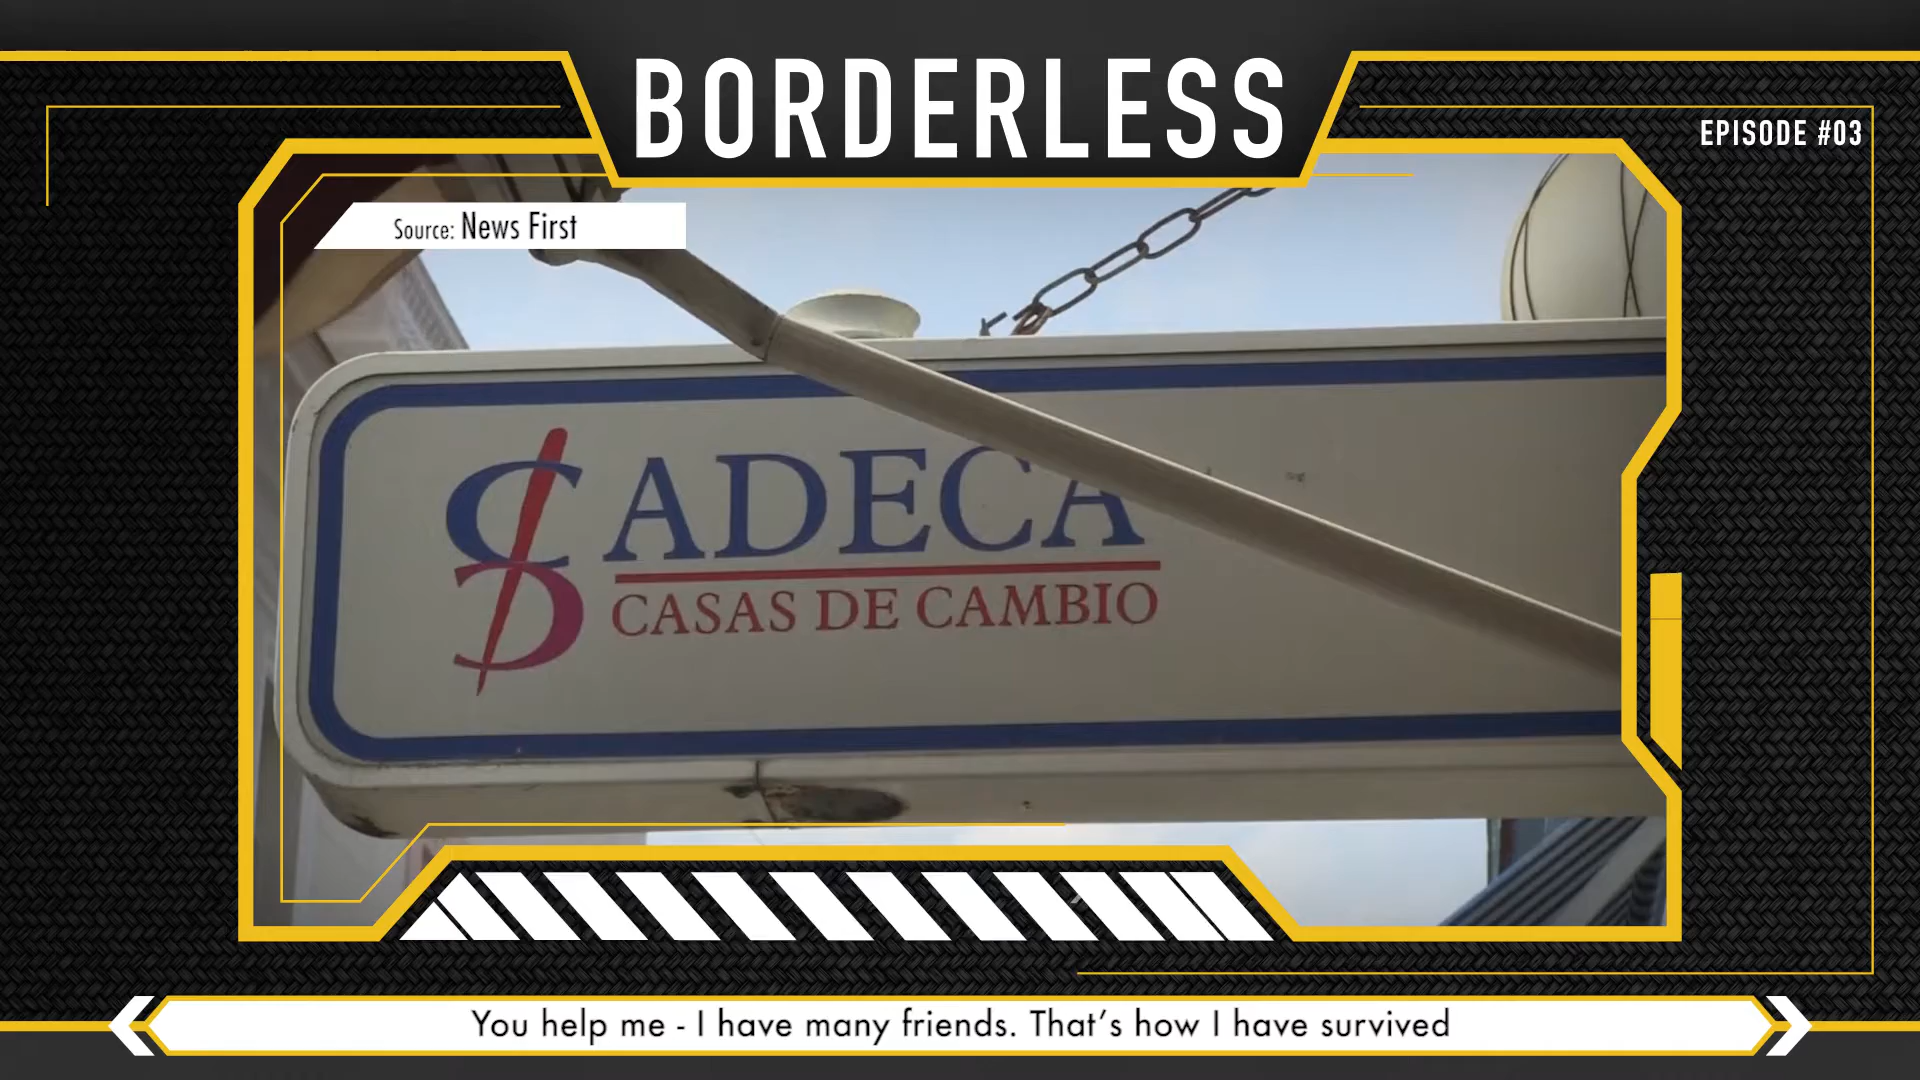 BORDERLESS
EPISODE #03
Source: News First
CADECA
CASAS DE CAMBIO
You help me - I have many friends. That's how I have survived